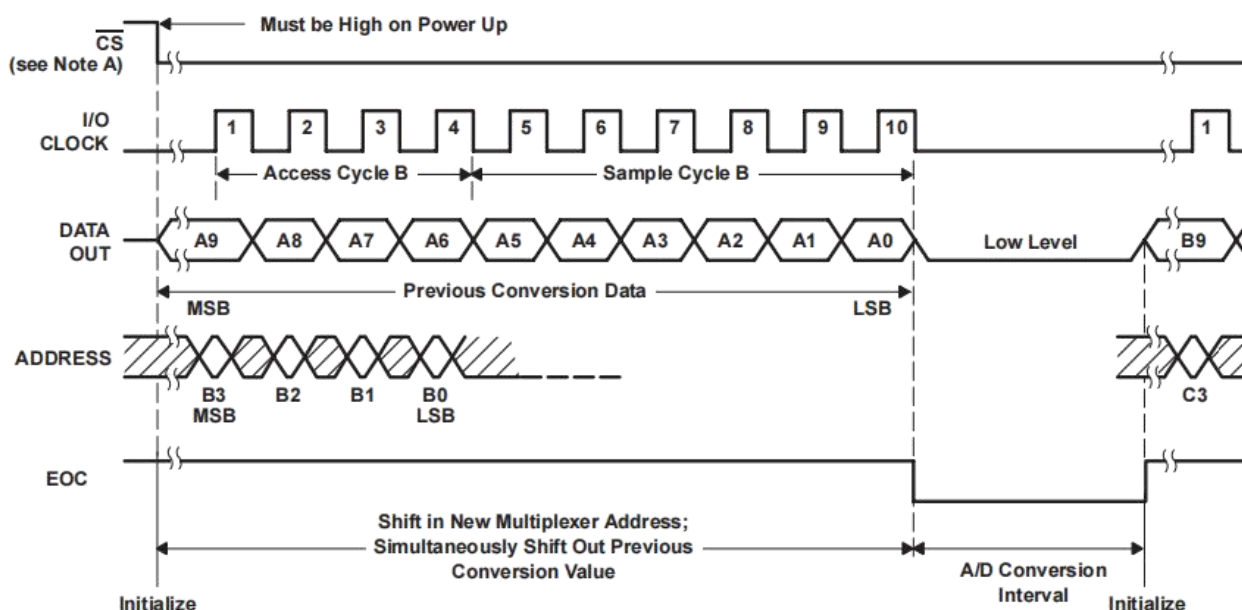 Must be High on Power Up
CS
(see Note A)
I/O
CLOCK
1 2 3 4 5 6 7 8 9 10 1
Access Cycle B
Sample Cycle B
DATA
OUT
A9 A8 A7 A6 A5 A4 A3 A2 A1 A0 Low Level B9
Previous Conversion Data
MSB LSB
ADDRESS
B3 B2 B1 B0 C3
MSB LSB
EOC
Shift in New Multiplexer Address;
Simultaneously Shift Out Previous
Conversion Value
A/D Conversion
Interval
Initialize Initialize